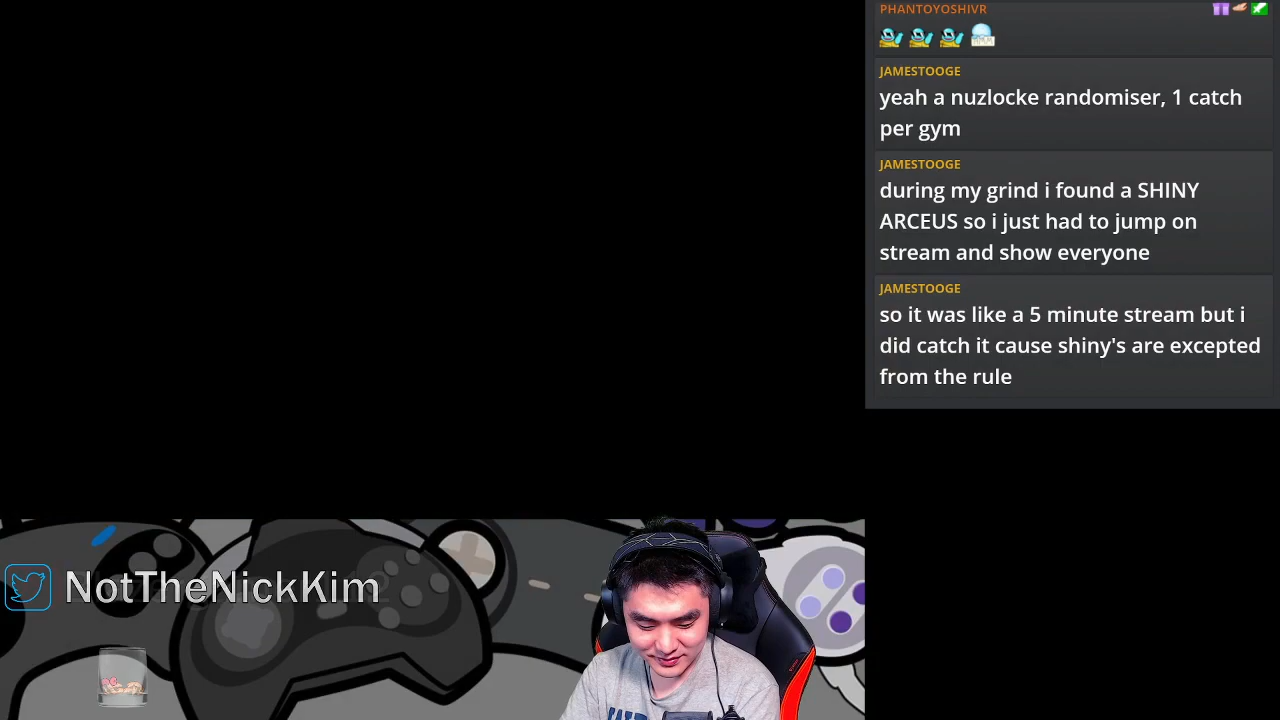 PHANTOYOSHIVR
JAMESTOOGE
yeah a nuzlocke randomiser, 1 catch
per gym
JAMESTOOGE
during my grind i found a SHINY
ARCEUS so i just had to jump on
stream and show everyone
JAMESTOOGE
so it was like a 5 minute stream but i
did catch it cause shiny's are excepted
from the rule
NotTheNickKim